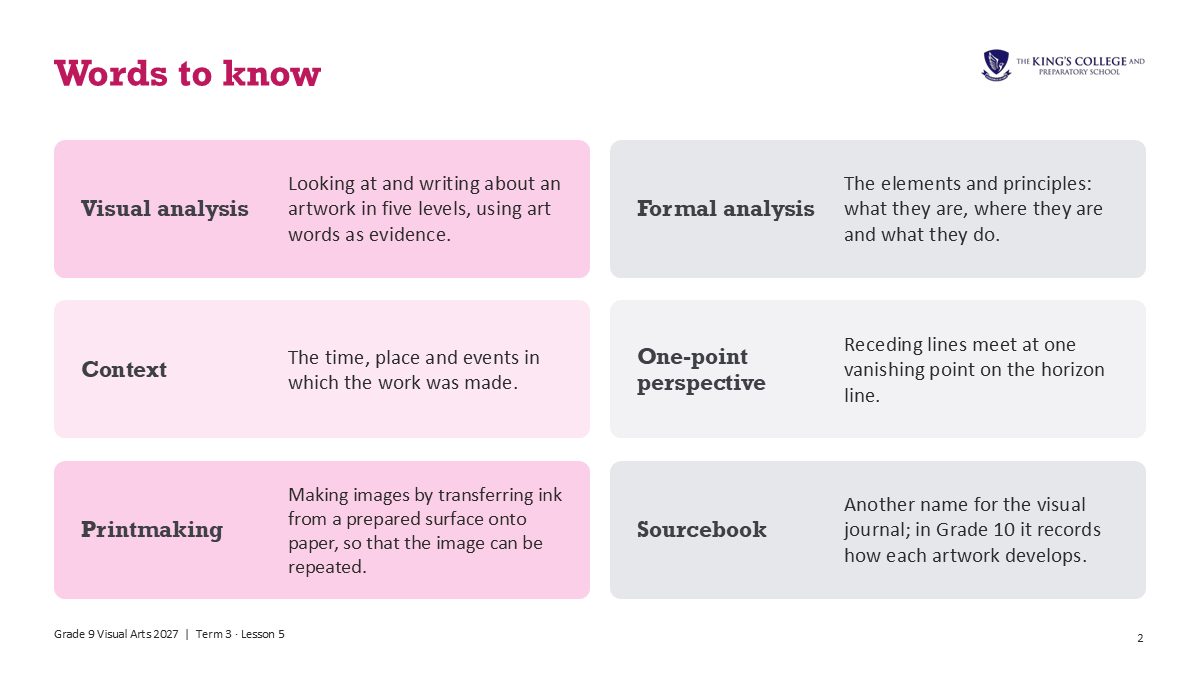 Words to know
THE KING'S COLLEGE AND
PREPARATORY SCHOOL
Visual analysis
Looking at and writing about an
artwork in five levels, using art
words as evidence.
Formal analysis
The elements and principles:
what they are, where they are
and what they do.
Context
The time, place and events in
which the work was made.
One-point
perspective
Receding lines meet at one
vanishing point on the horizon
line.
Printmaking
Making images by transferring ink
from a prepared surface onto
paper, so that the image can be
repeated.
Sourcebook
Another name for the visual
journal; in Grade 10 it records
how each artwork develops.
Grade 9 Visual Arts 2027 | Term 3 · Lesson 5
2